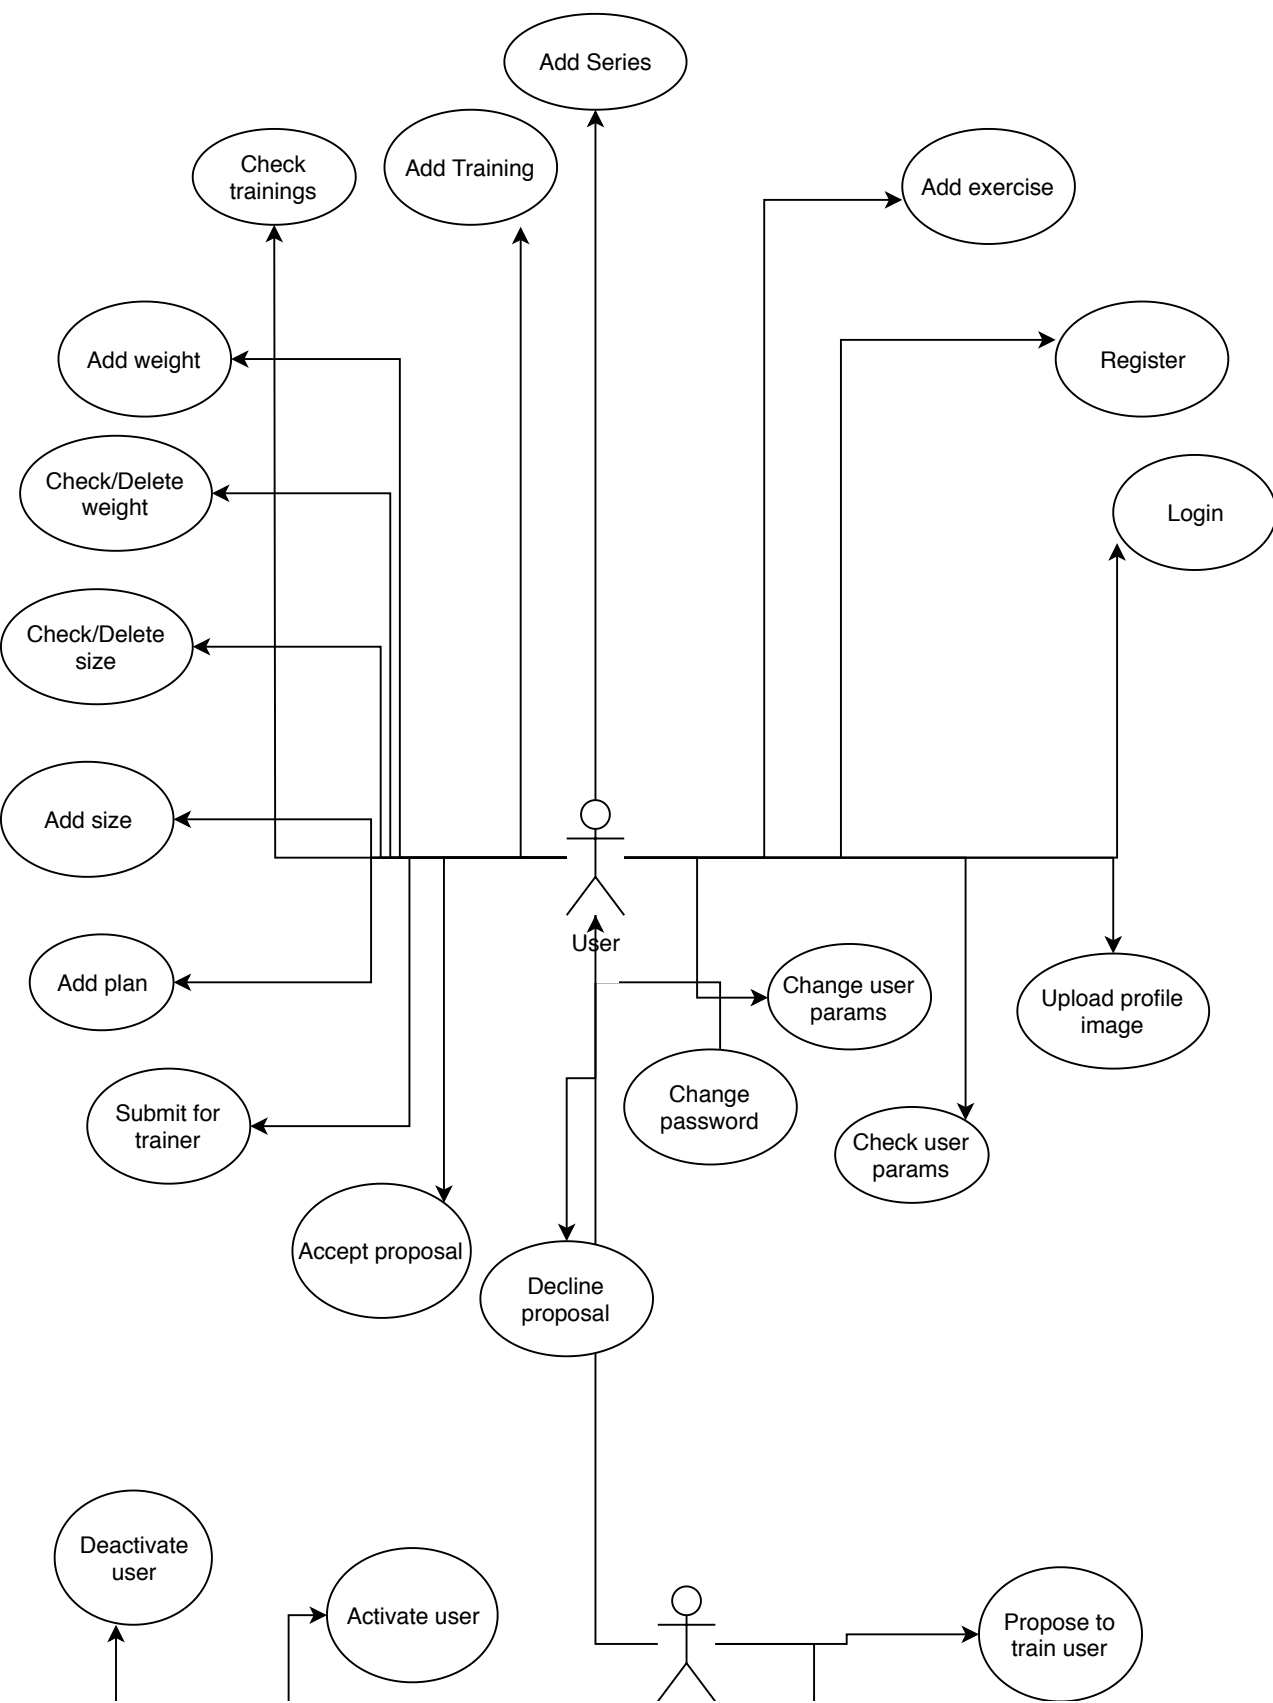 Add Series
Check
trainings
Add Training
Add exercise
Add weight
Register
Check/Delete
weight
Login
Check/Delete
size
Add size
User
Add plan
Change user
params
Upload profile
image
Submit for
trainer
Change
password
Check user
params
Accept proposal
Decline
proposal
Deactivate
user
Activate user
Propose to
train user